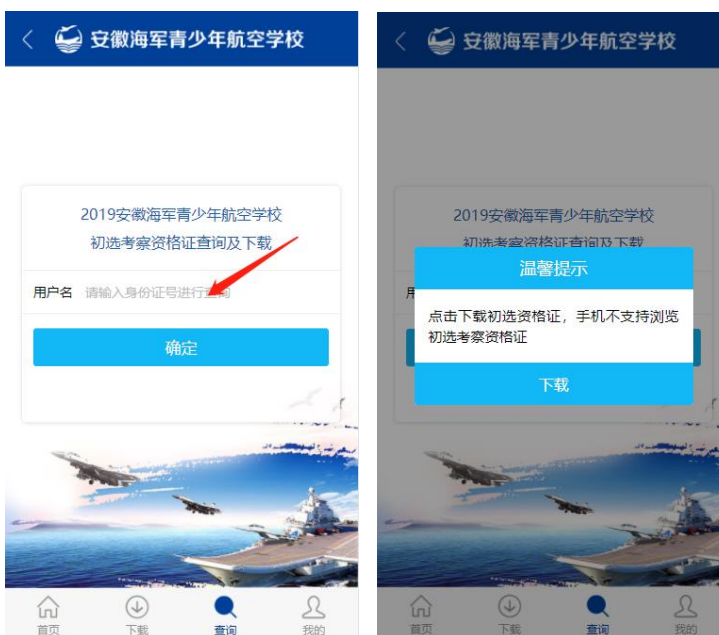 安徽海军青少年航空学校
2019安徽海军青少年航空学校
初选考察资格证查询及下载
用户名 请输入身份证号进行查询
确定
首页 下载 查询 我的
安徽海军青少年航空学校
2019安徽海军青少年航空学校
初选考察资格证查询及下载
温馨提示
用
点击下载初选资格证，手机不支持浏览
初选考察资格证
下载
首页 下载 查询 我的